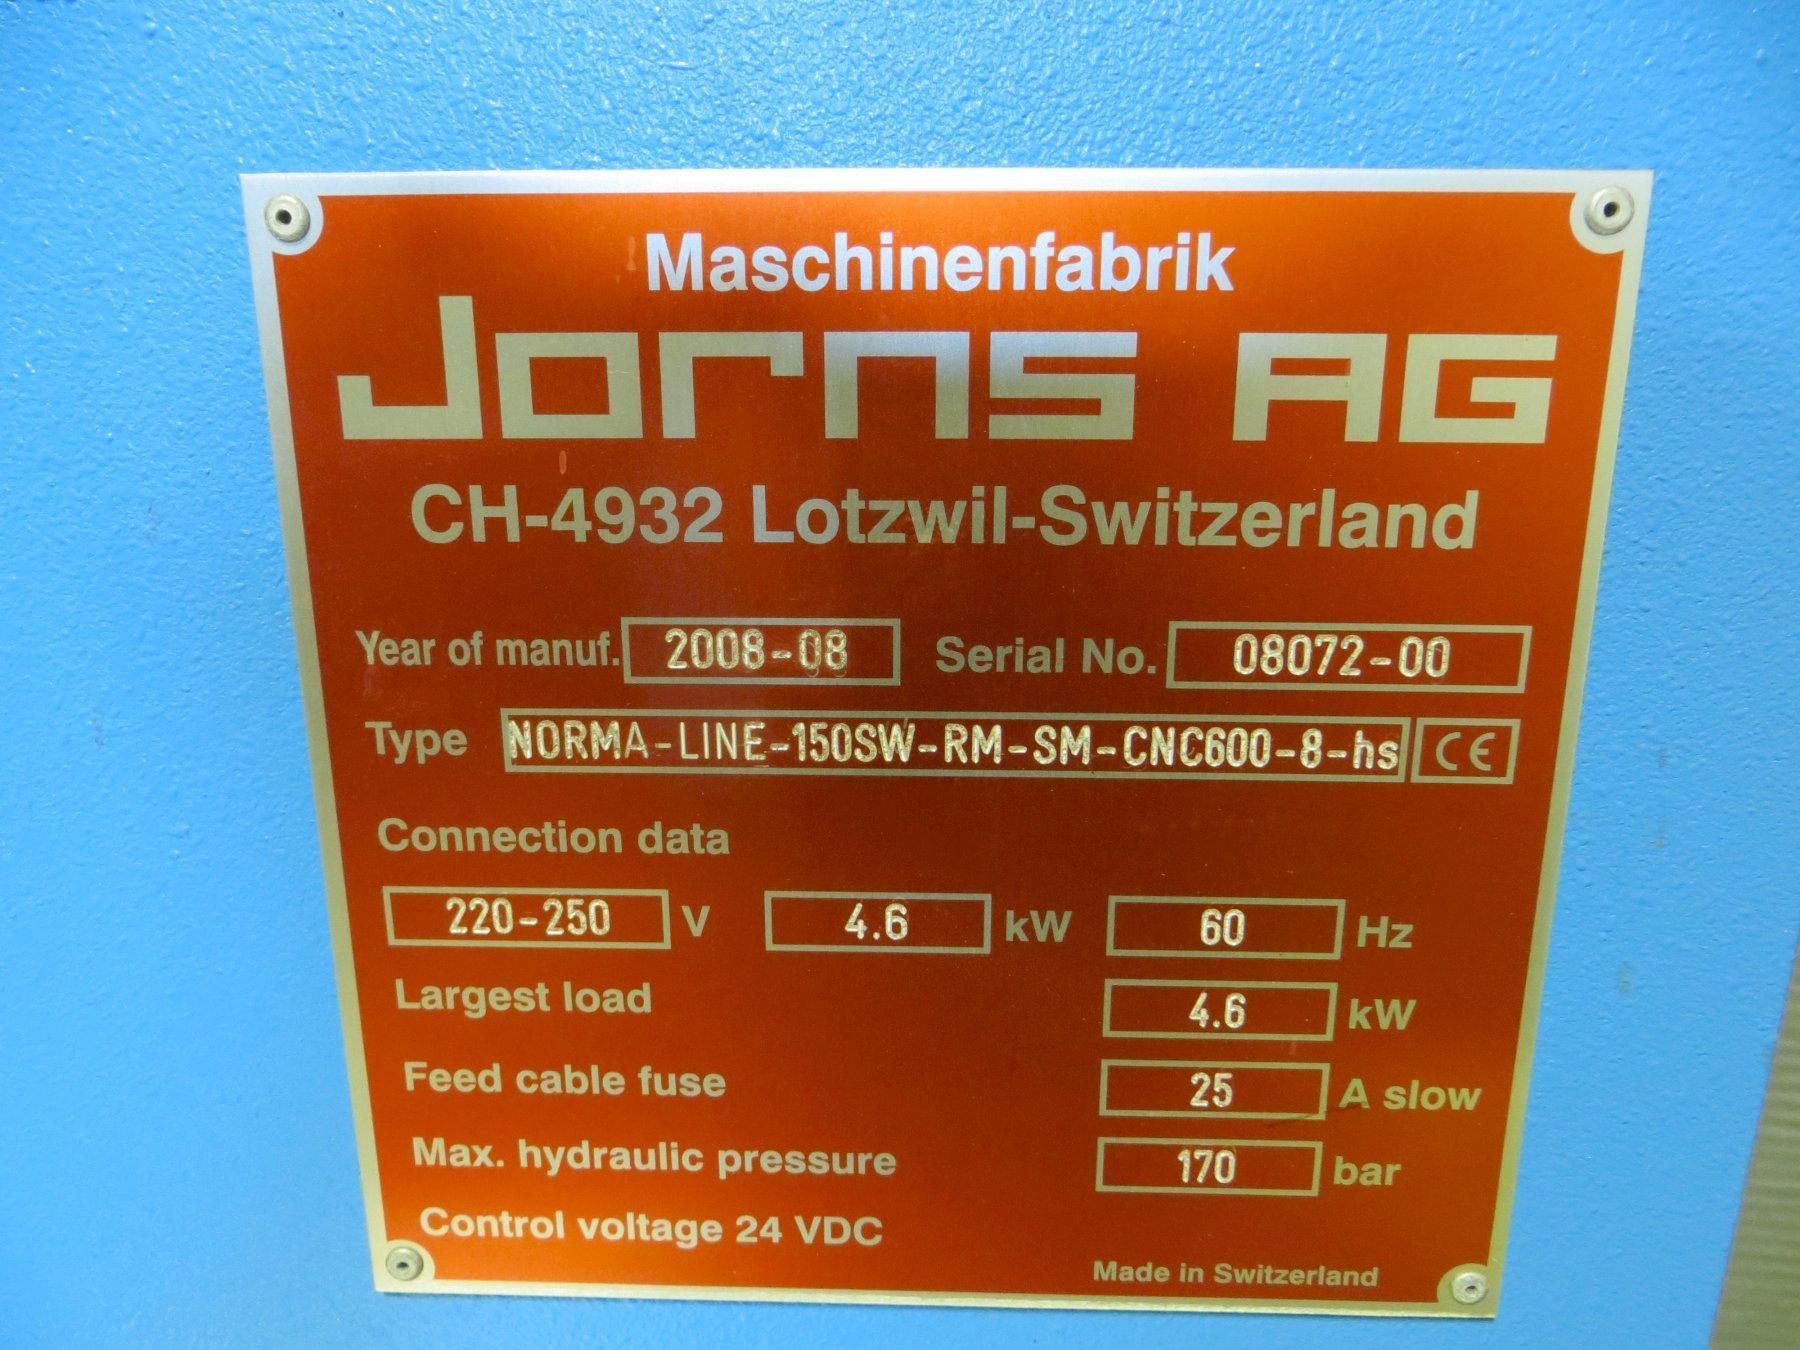 Maschinenfabrik
Jorns AG
CH-4932 Lotzwil-Switzerland
Year of manuf. 2008-08 Serial No. 08072-00
Type NORMA-LINE-150SW-RM-SM-CNC600-8-hs CE
Connection data
220-250 V 4.6 kW 60 Hz
Largest load 4.6 kW
Feed cable fuse 25 A slow
Max. hydraulic pressure 170 bar
Control voltage 24 VDC
Made in Switzerland